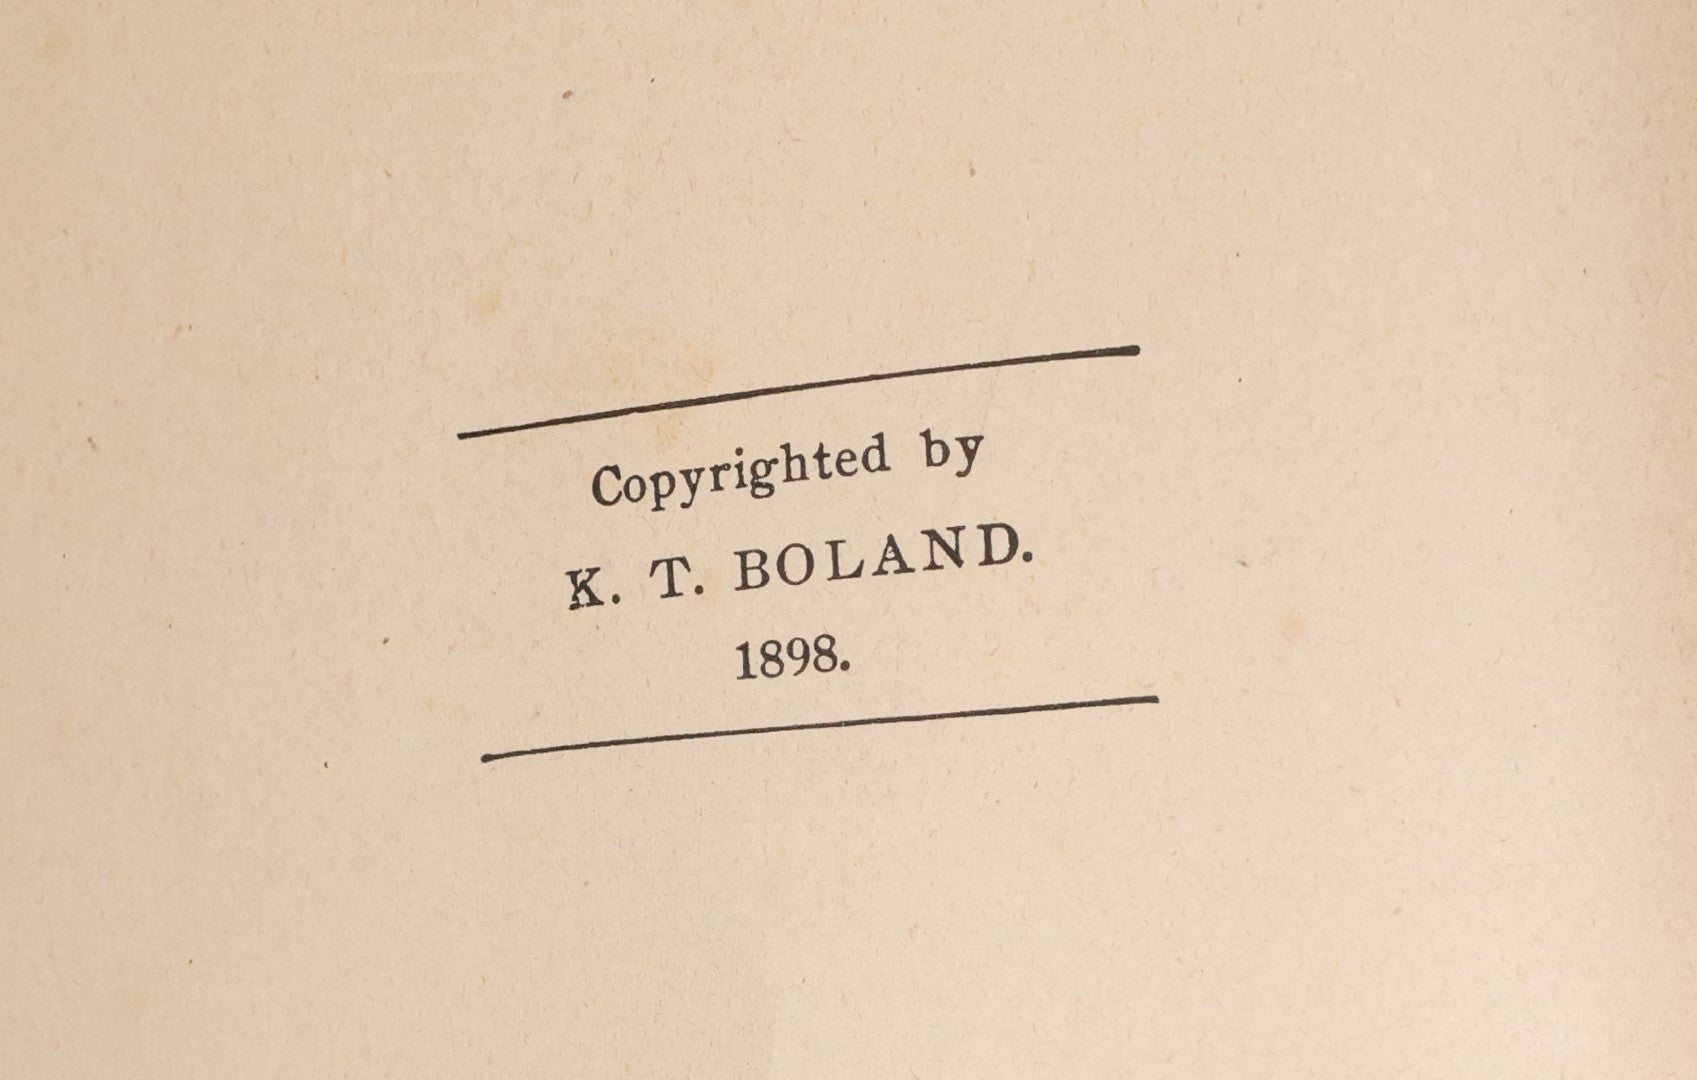 Copyrighted by
K. T. BOLAND.
1898.